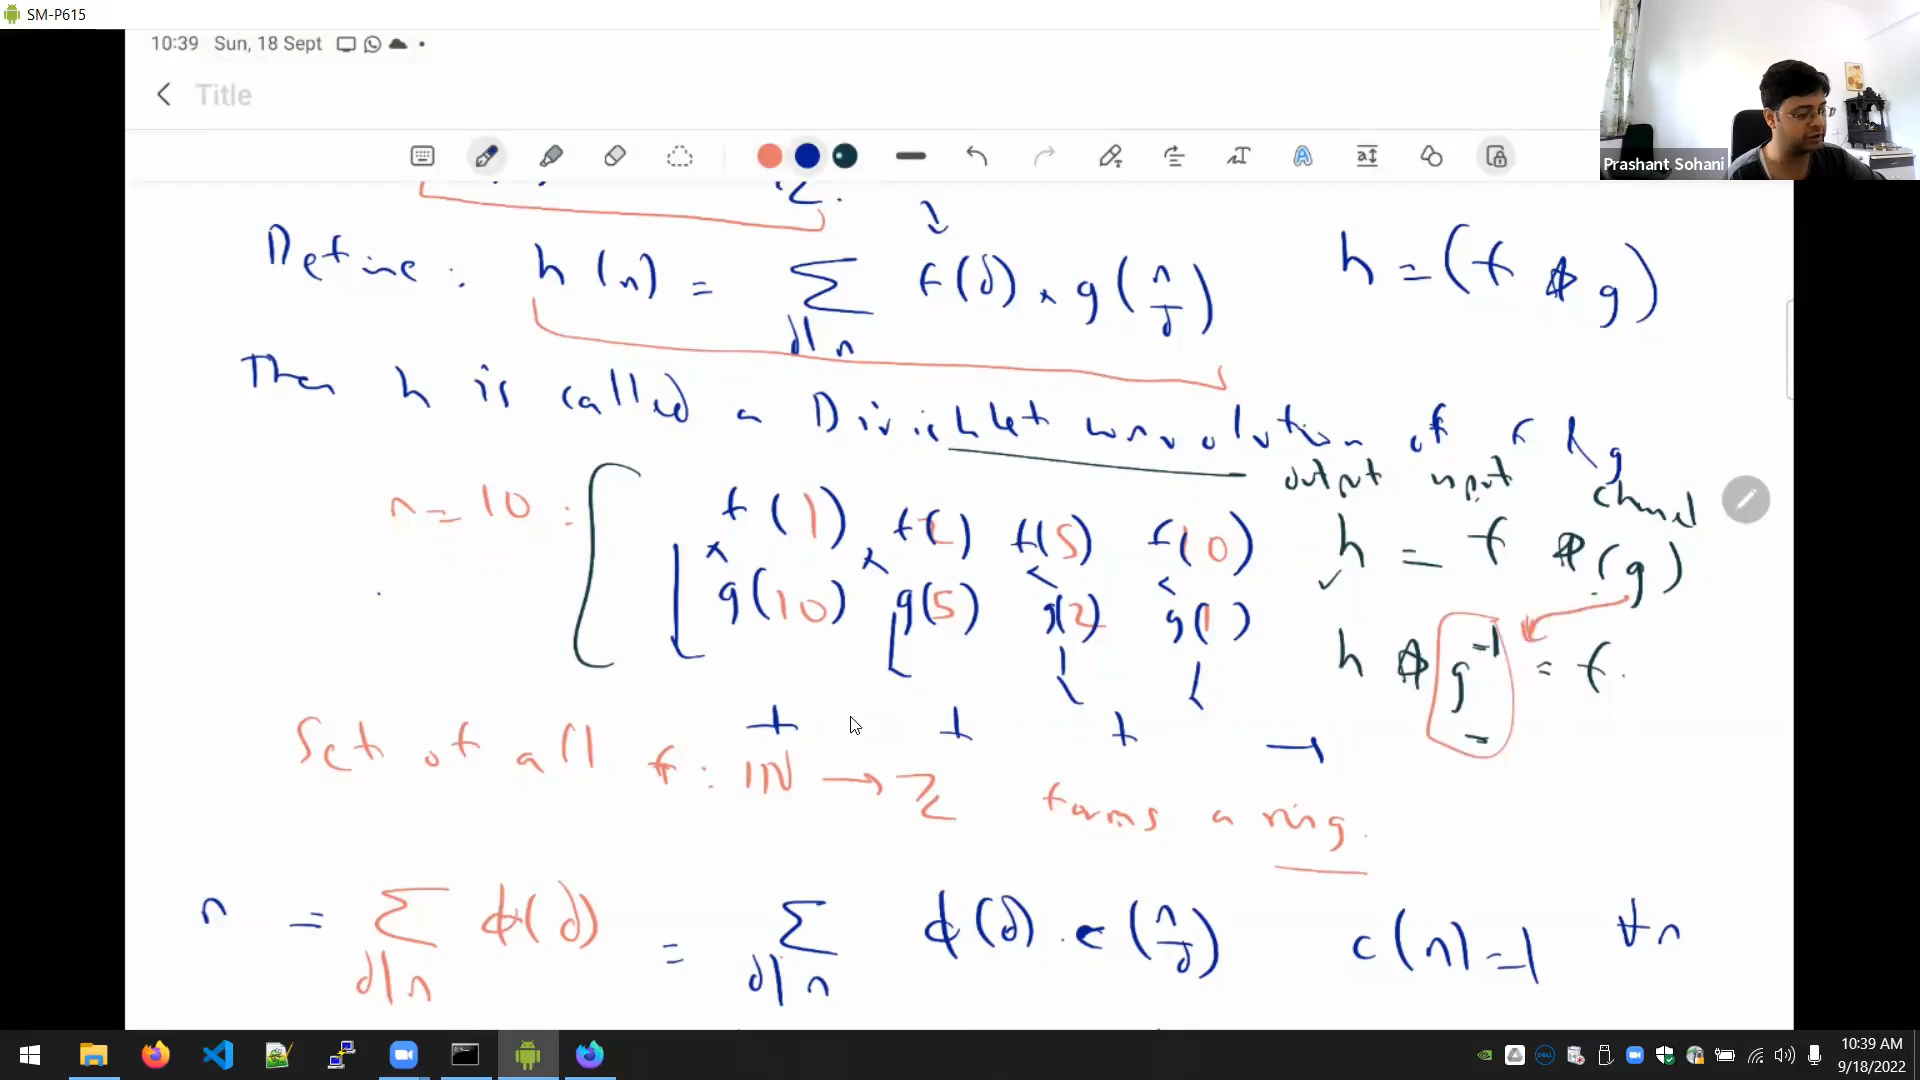 SM-P615
10:39 Sun, 18 Sept
Title
Prashant Sohani
Define : h (n) = Σ f(d) × g(n/d) h = (f * g)
d|n
Then h is called a Dirichlet convolution of f & g
output input channel
n = 10 : f(1) f(2) f(5) f(10) h = f * (g)
× × × ×
g(10) g(5) g(2) g(1)
h * g⁻¹ = f.
+ + +
Set of all f : ℕ → ℤ forms a ring.
n = Σ ϕ(d) = Σ ϕ(d) . c(n/d) c(n) = 1 ∀n
d|n d|n
10:39 AM
9/18/2022